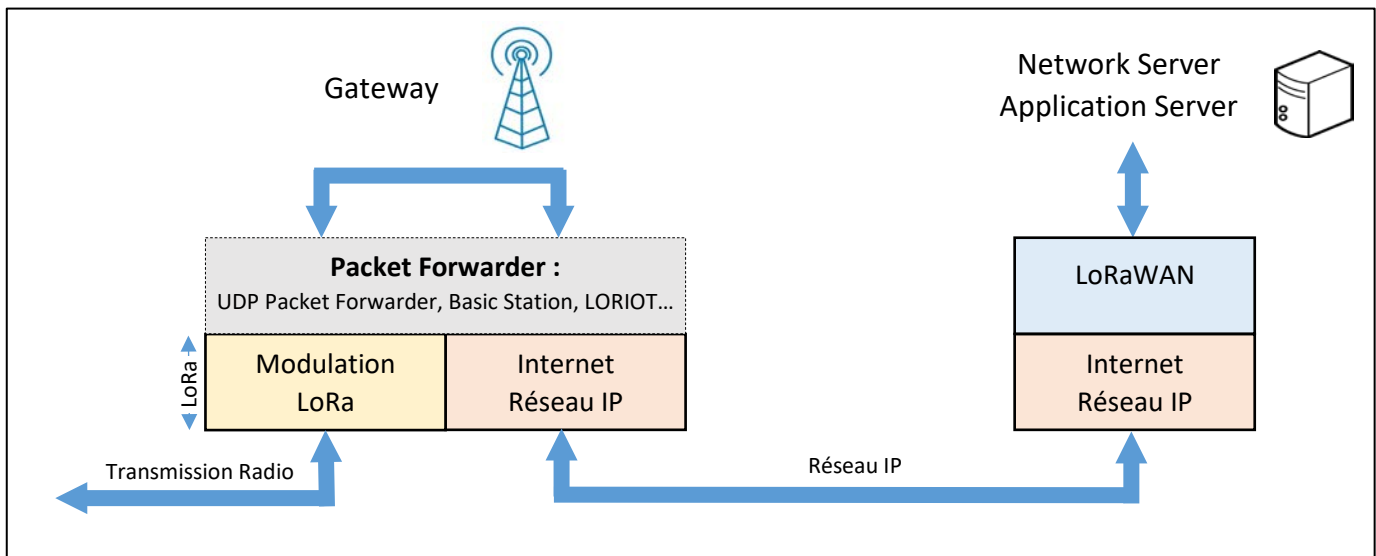 Gateway
Network Server
Application Server
Packet Forwarder :
UDP Packet Forwarder, Basic Station, LORIOT…
LoRaWAN
LoRa
Modulation
LoRa
Internet
Réseau IP
Internet
Réseau IP
Transmission Radio
Réseau IP